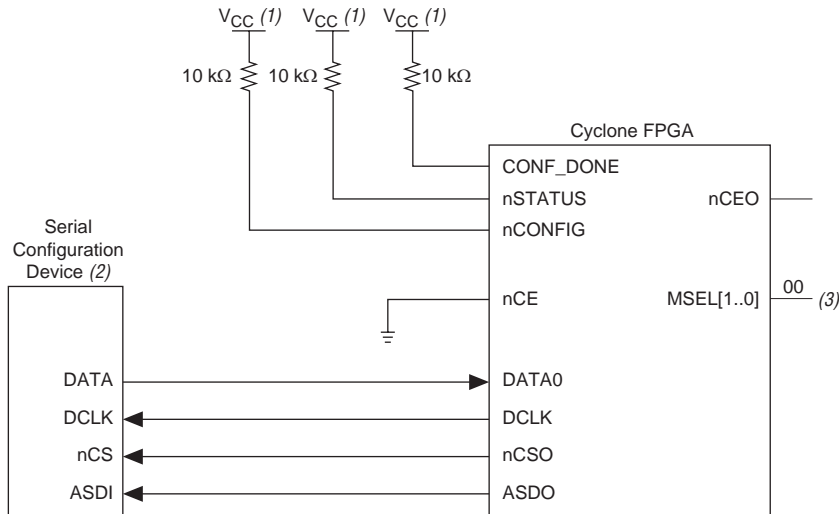 VCC (1) VCC (1) VCC (1)
10 kΩ 10 kΩ 10 kΩ
Cyclone FPGA
CONF_DONE
nSTATUS nCEO
nCONFIG
Serial
Configuration
Device (2)
nCE MSEL[1..0] 00 (3)
DATA DATA0
DCLK DCLK
nCS nCSO
ASDI ASDO